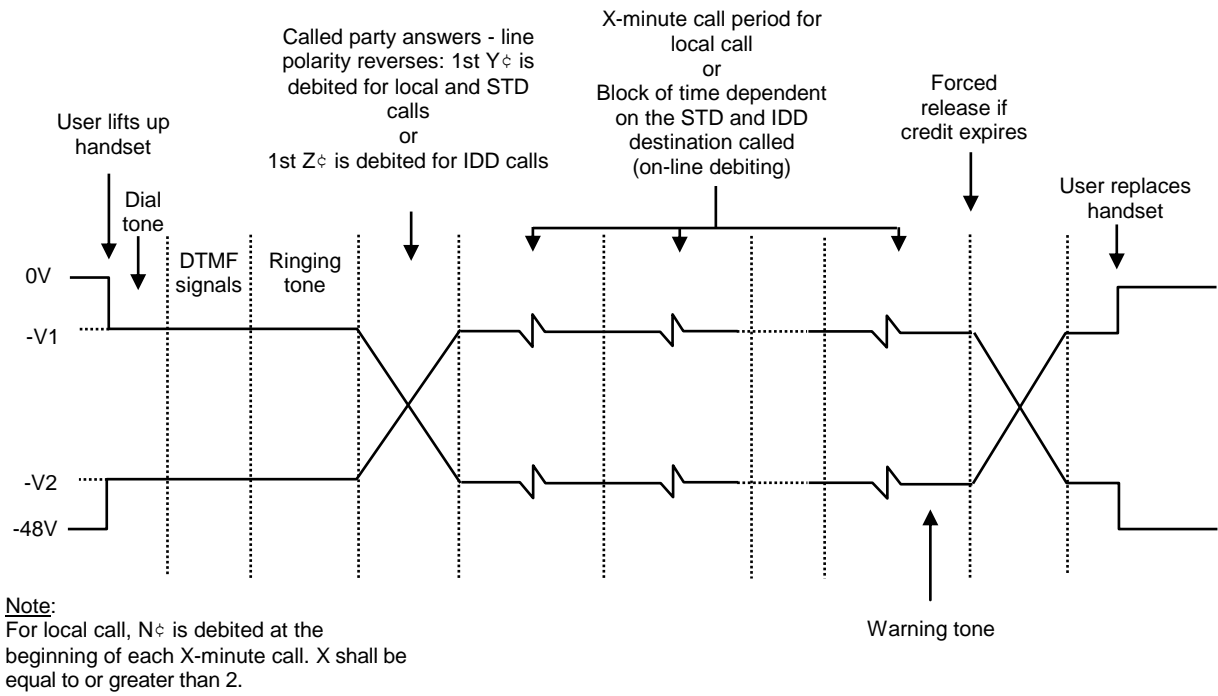 X-minute call period for
local call
or
Block of time dependent
on the STD and IDD
destination called
(on-line debiting)
Called party answers - line
polarity reverses: 1st Y¢ is
debited for local and STD
calls
or
1st Z¢ is debited for IDD calls
Forced
release if
credit expires
User lifts up
handset
User replaces
handset
Dial
tone
DTMF
signals
Ringing
tone
0V
-V1
-V2
-48V
Warning tone
Note:
For local call, N¢ is debited at the
beginning of each X-minute call. X shall be
equal to or greater than 2.